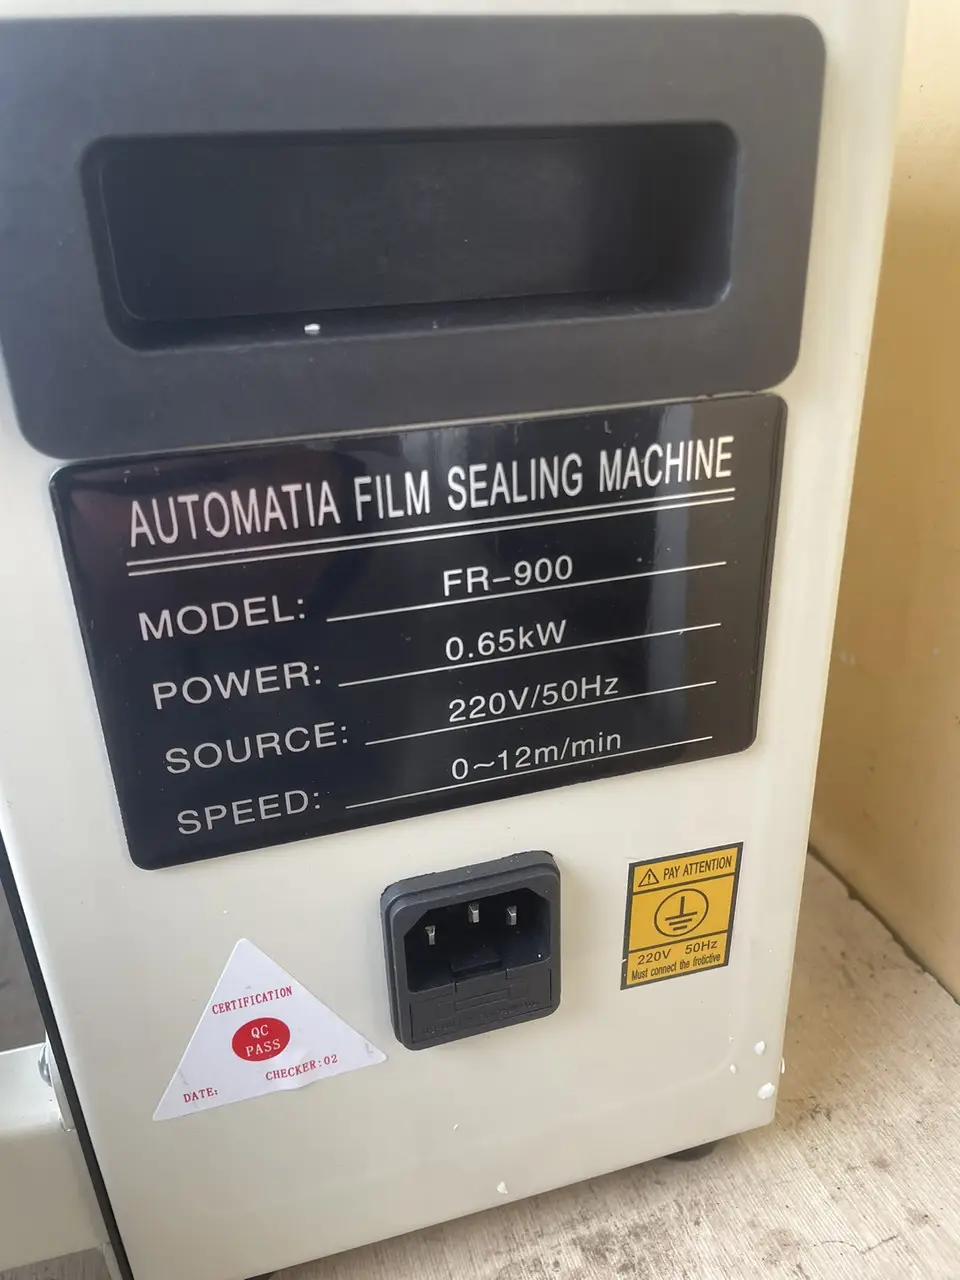 AUTOMATIA FILM SEALING MACHINE
MODEL: FR-900
POWER: 0.65kW
SOURCE: 220V/50Hz
SPEED: 0~12m/min
PAY ATTENTION
220V 50Hz
Must connect the frotictive
CERTIFICATION
QC
PASS
CHECKER:02
DATE: